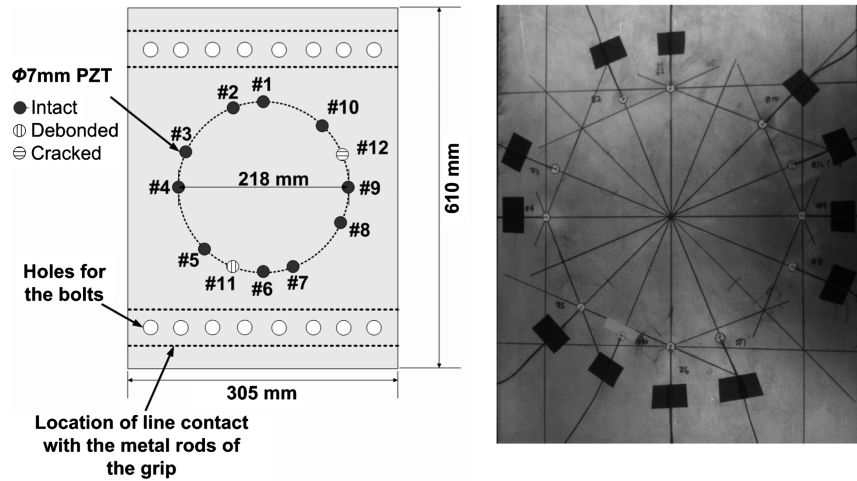 Φ7mm PZT
Intact
Debonded
Cracked
#1
#2
#10
#3
#12
#4
218 mm
#9
#8
#5
#11
#6
#7
610 mm
Holes for
the bolts
305 mm
Location of line contact
with the metal rods of
the grip